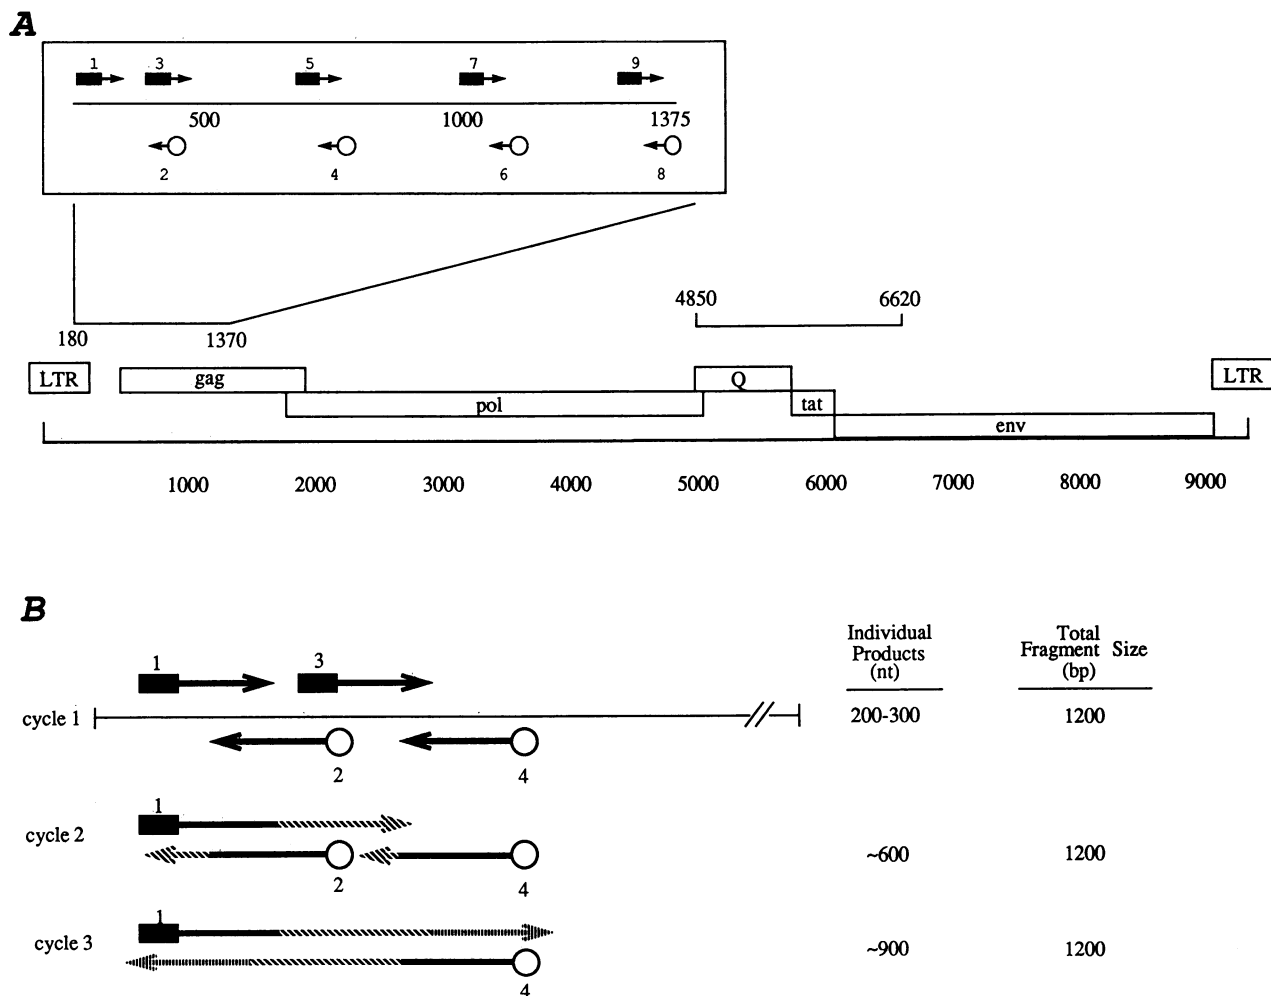 A
1 3 5 7 9
500 1000 1375
2 4 6 8
4850 6620
180 1370
LTR gag Q LTR
pol tat
env
1000 2000 3000 4000 5000 6000 7000 8000 9000
B
Individual Products (nt)
Total Fragment Size (bp)
1 3
cycle 1 200-300 1200
2 4
1
cycle 2 ~600 1200
2 4
1
cycle 3 ~900 1200
4